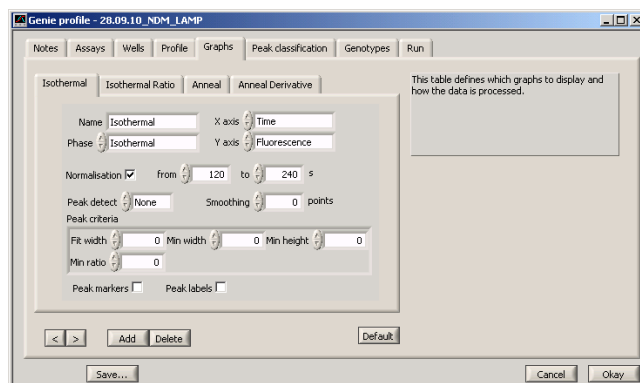 Genie profile - 28.09.10_NDM_LAMP
Notes Assays Wells Profile Graphs Peak classification Genotypes Run
Isothermal Isothermal Ratio Anneal Anneal Derivative
This table defines which graphs to display and
how the data is processed.
Name Isothermal X axis Time
Phase Isothermal Y axis Fluorescence
Normalisation from 120 to 240 s
Peak detect None Smoothing 0 points
Peak criteria
Fit width 0 Min width 0 Min height 0
Min ratio 0
Peak markers Peak labels
< > Add Delete Default
Save... Cancel Okay